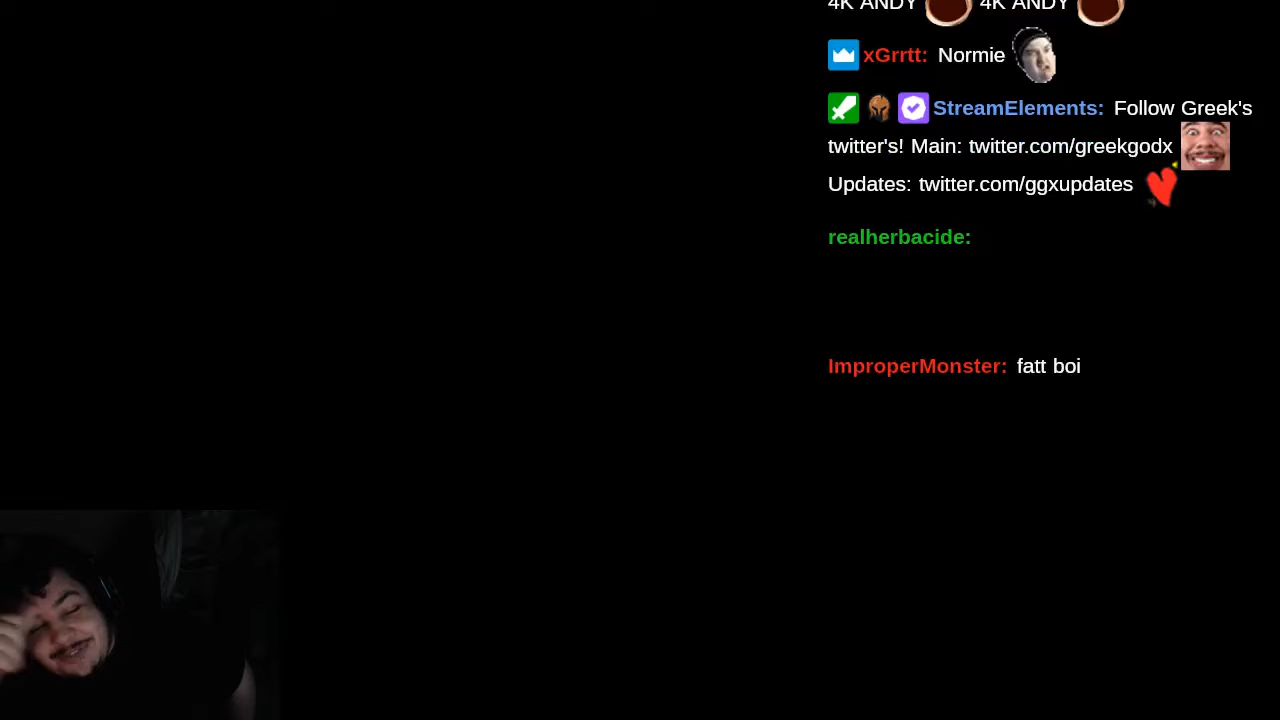 4K ANDY 4K ANDY
xGrrtt: Normie
StreamElements: Follow Greek's
twitter's! Main: twitter.com/greekgodx
Updates: twitter.com/ggxupdates
realherbacide:
ImproperMonster: fatt boi